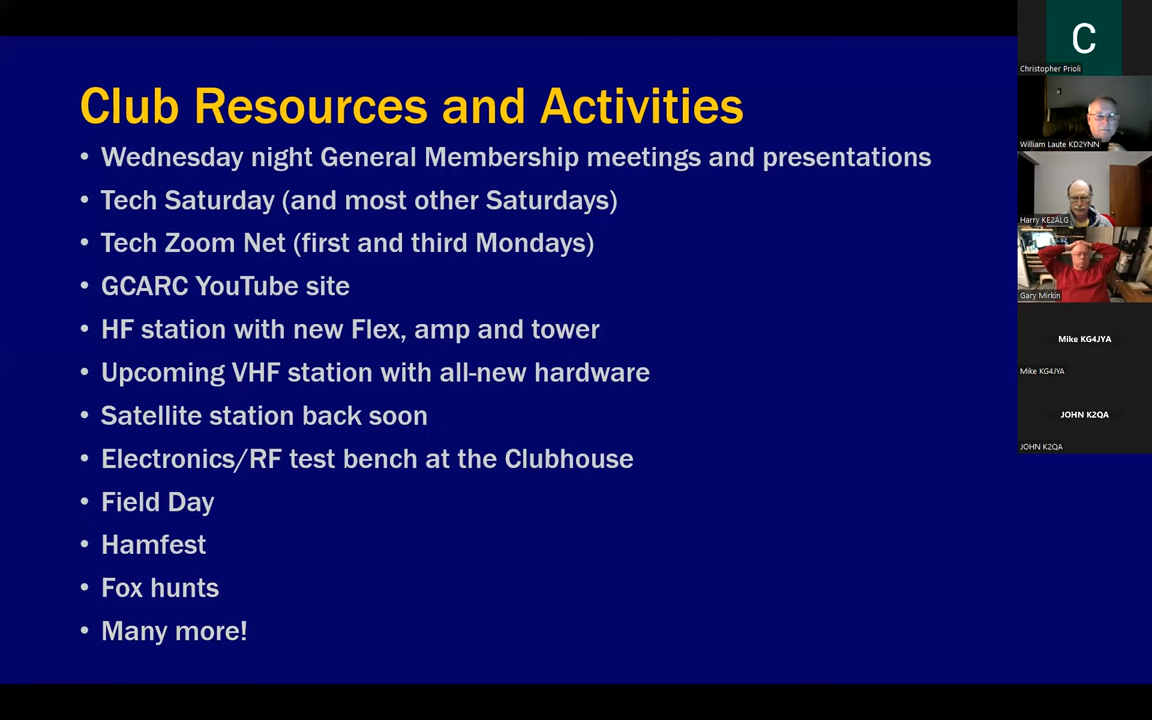 Club Resources and Activities
• Wednesday night General Membership meetings and presentations
• Tech Saturday (and most other Saturdays)
• Tech Zoom Net (first and third Mondays)
• GCARC YouTube site
• HF station with new Flex, amp and tower
• Upcoming VHF station with all-new hardware
• Satellite station back soon
• Electronics/RF test bench at the Clubhouse
• Field Day
• Hamfest
• Fox hunts
• Many more!
C
Christopher Prioli
William Laute KD2YNN
Harry KE2ALG
Gary Mirkin
Mike KG4JYA
Mike KG4JYA
JOHN K2QA
JOHN K2QA